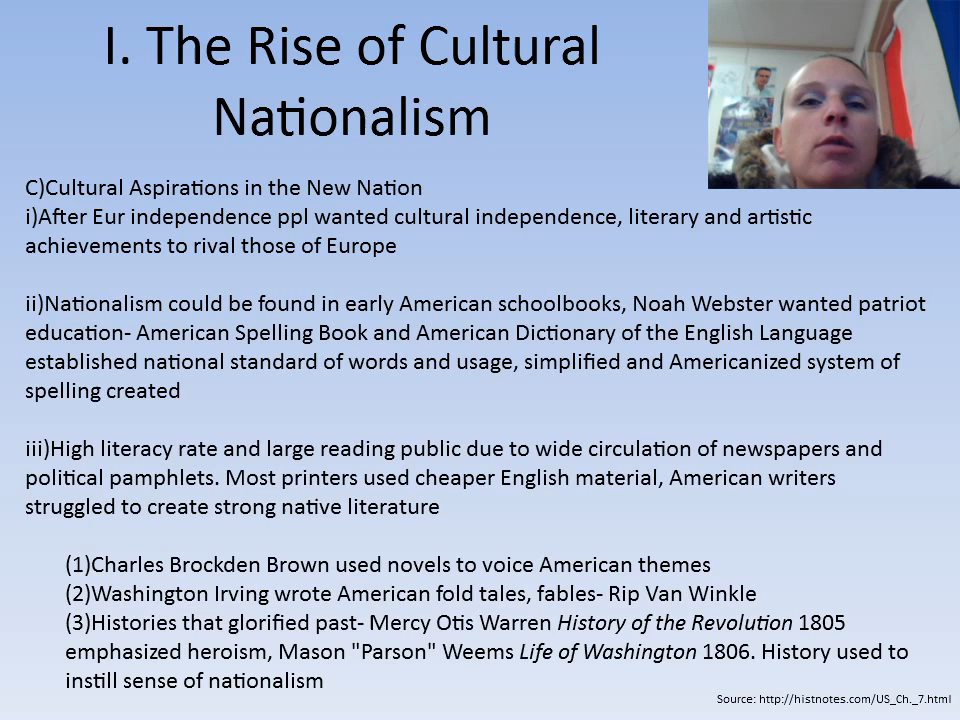 I. The Rise of Cultural
Nationalism
C)Cultural Aspirations in the New Nation
i)After Eur independence ppl wanted cultural independence, literary and artistic
achievements to rival those of Europe
ii)Nationalism could be found in early American schoolbooks, Noah Webster wanted patriot
education- American Spelling Book and American Dictionary of the English Language
established national standard of words and usage, simplified and Americanized system of
spelling created
iii)High literacy rate and large reading public due to wide circulation of newspapers and
political pamphlets. Most printers used cheaper English material, American writers
struggled to create strong native literature
(1)Charles Brockden Brown used novels to voice American themes
(2)Washington Irving wrote American fold tales, fables- Rip Van Winkle
(3)Histories that glorified past- Mercy Otis Warren History of the Revolution 1805
emphasized heroism, Mason "Parson" Weems Life of Washington 1806. History used to
instill sense of nationalism
Source: http://histnotes.com/US_Ch._7.html